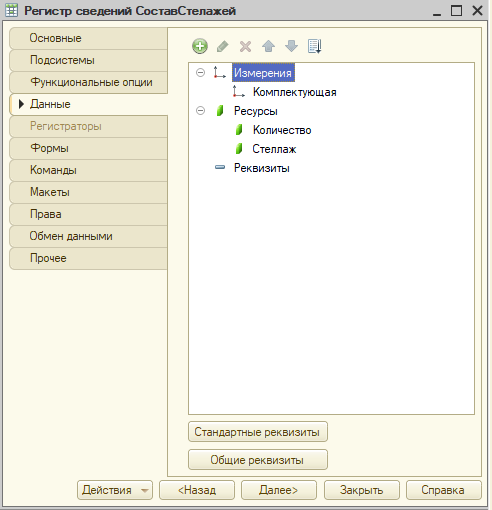 Регистр сведений СоставСтелажей
Основные
Подсистемы
Функциональные опции
Данные
Регистраторы
Формы
Команды
Макеты
Права
Обмен данными
Прочее
Измерения
Комплектующая
Ресурсы
Количество
Стеллаж
Реквизиты
Стандартные реквизиты
Общие реквизиты
Действия
<Назад
Далее>
Закрыть
Справка